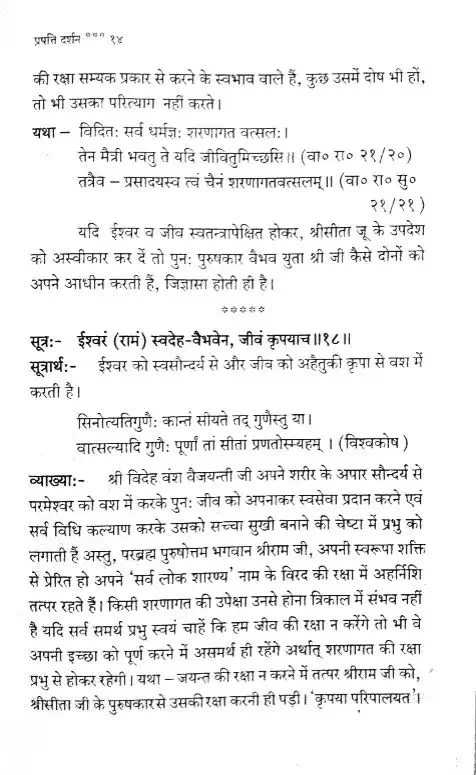 प्रपत्ति दर्शन *** १४
की रक्षा सम्यक प्रकार से करने के स्वभाव वाले हैं, कुछ उसमें दोष भी हों,
तो भी उसका परित्याग नहीं करते।
यथा – विदितः सर्व धर्मज्ञः शरणागत वत्सलः।
तेन मैत्री भवतु ते यदि जीवितुमिच्छसि॥ (वा० रा० २१/२०)
तत्रैव – प्रसादयस्व त्वं चैनं शरणागतवत्सलम्॥ (वा० रा० सु०
२१/२१)
यदि ईश्वर व जीव स्वतन्त्रापेक्षित होकर, श्रीसीता जू के उपदेश
को अस्वीकार कर दें तो पुनः पुरुषकार वैभव युता श्री जी कैसे दोनों को
अपने आधीन करती हैं, जिज्ञासा होती ही है।
*****
सूत्रः- ईश्वरं (रामं) स्वदेह-वैभवेन, जीवं कृपयाच॥१८॥
सूत्रार्थः- ईश्वर को स्वसौन्दर्य से और जीव को अहैतुकी कृपा से वश में
करती है।
सिनोत्यतिगुणैः कान्तं सीयते तद् गुणैस्तु या।
वात्सल्यादि गुणैः पूर्णां तां सीतां प्रणतोस्म्यहम् । (विश्वकोष)
व्याख्याः- श्री विदेह वंश वैजयन्ती जी अपने शरीर के अपार सौन्दर्य से
परमेश्वर को वश में करके पुनः जीव को अपनाकर स्वसेवा प्रदान करने एवं
सर्व विधि कल्याण करके उसको सच्चा सुखी बनाने की चेष्टा में प्रभु को
लगाती हैं अस्तु, परब्रह्म पुरुषोत्तम भगवान श्रीराम जी, अपनी स्वरूपा शक्ति
से प्रेरित हो अपने 'सर्व लोक शारण्य' नाम के विरद की रक्षा में अहर्निशि
तत्पर रहते हैं। किसी शरणागत की उपेक्षा उनसे होना त्रिकाल में संभव नहीं
है यदि सर्व समर्थ प्रभु स्वयं चाहें कि हम जीव की रक्षा न करेंगे तो भी वे
अपनी इच्छा को पूर्ण करने में असमर्थ ही रहेंगे अर्थात् शरणागत की रक्षा
प्रभु से होकर रहेगी। यथा – जयन्त की रक्षा न करने में तत्पर श्रीराम जी को,
श्रीसीता जी के पुरुषकार से उसकी रक्षा करनी ही पड़ी। 'कृपया परिपालयत'।